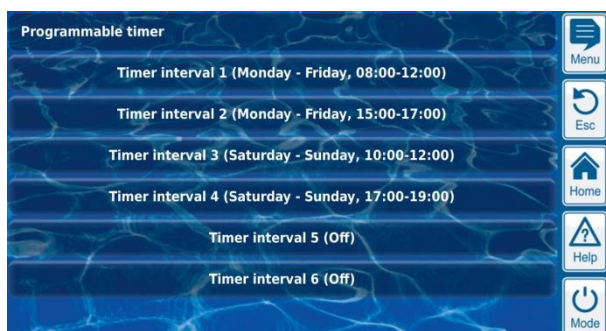 Programmable timer
Timer interval 1 (Monday - Friday, 08:00-12:00)
Timer interval 2 (Monday - Friday, 15:00-17:00)
Timer interval 3 (Saturday - Sunday, 10:00-12:00)
Timer interval 4 (Saturday - Sunday, 17:00-19:00)
Timer interval 5 (Off)
Timer interval 6 (Off)
Menu
Esc
Home
?
Help
Mode